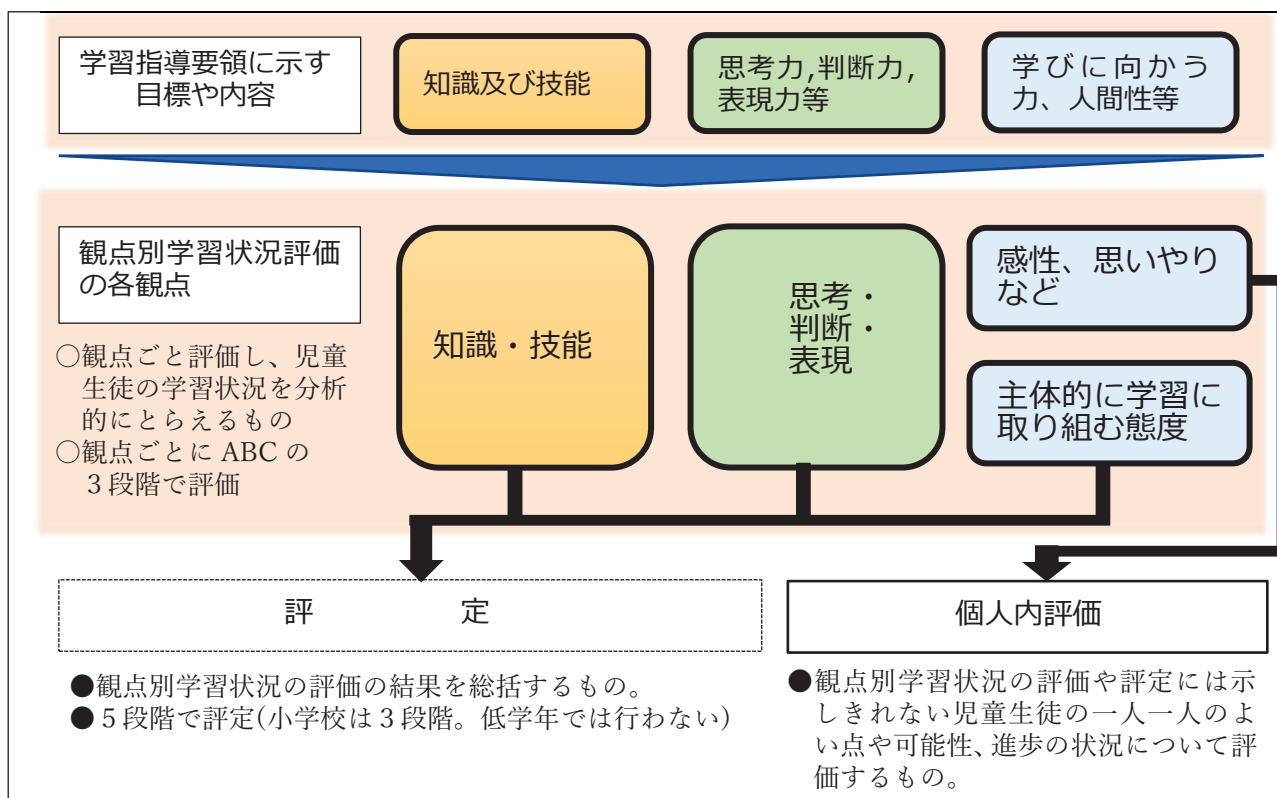 学習指導要領に示す
目標や内容
知識及び技能
思考力,判断力,
表現力等
学びに向かう
力、人間性等
観点別学習状況評価
の各観点
○観点ごと評価し、児童
生徒の学習状況を分析
的にとらえるもの
○観点ごとに ABC の
３段階で評価
知識・技能
思考・
判断・
表現
感性、思いやり
など
主体的に学習に
取り組む態度
評　　　　定
●観点別学習状況の評価の結果を総括するもの。
●５段階で評定(小学校は３段階。低学年では行わない)
個人内評価
●観点別学習状況の評価や評定には示
しきれない児童生徒の一人一人のよ
い点や可能性、進歩の状況について評
価するもの。